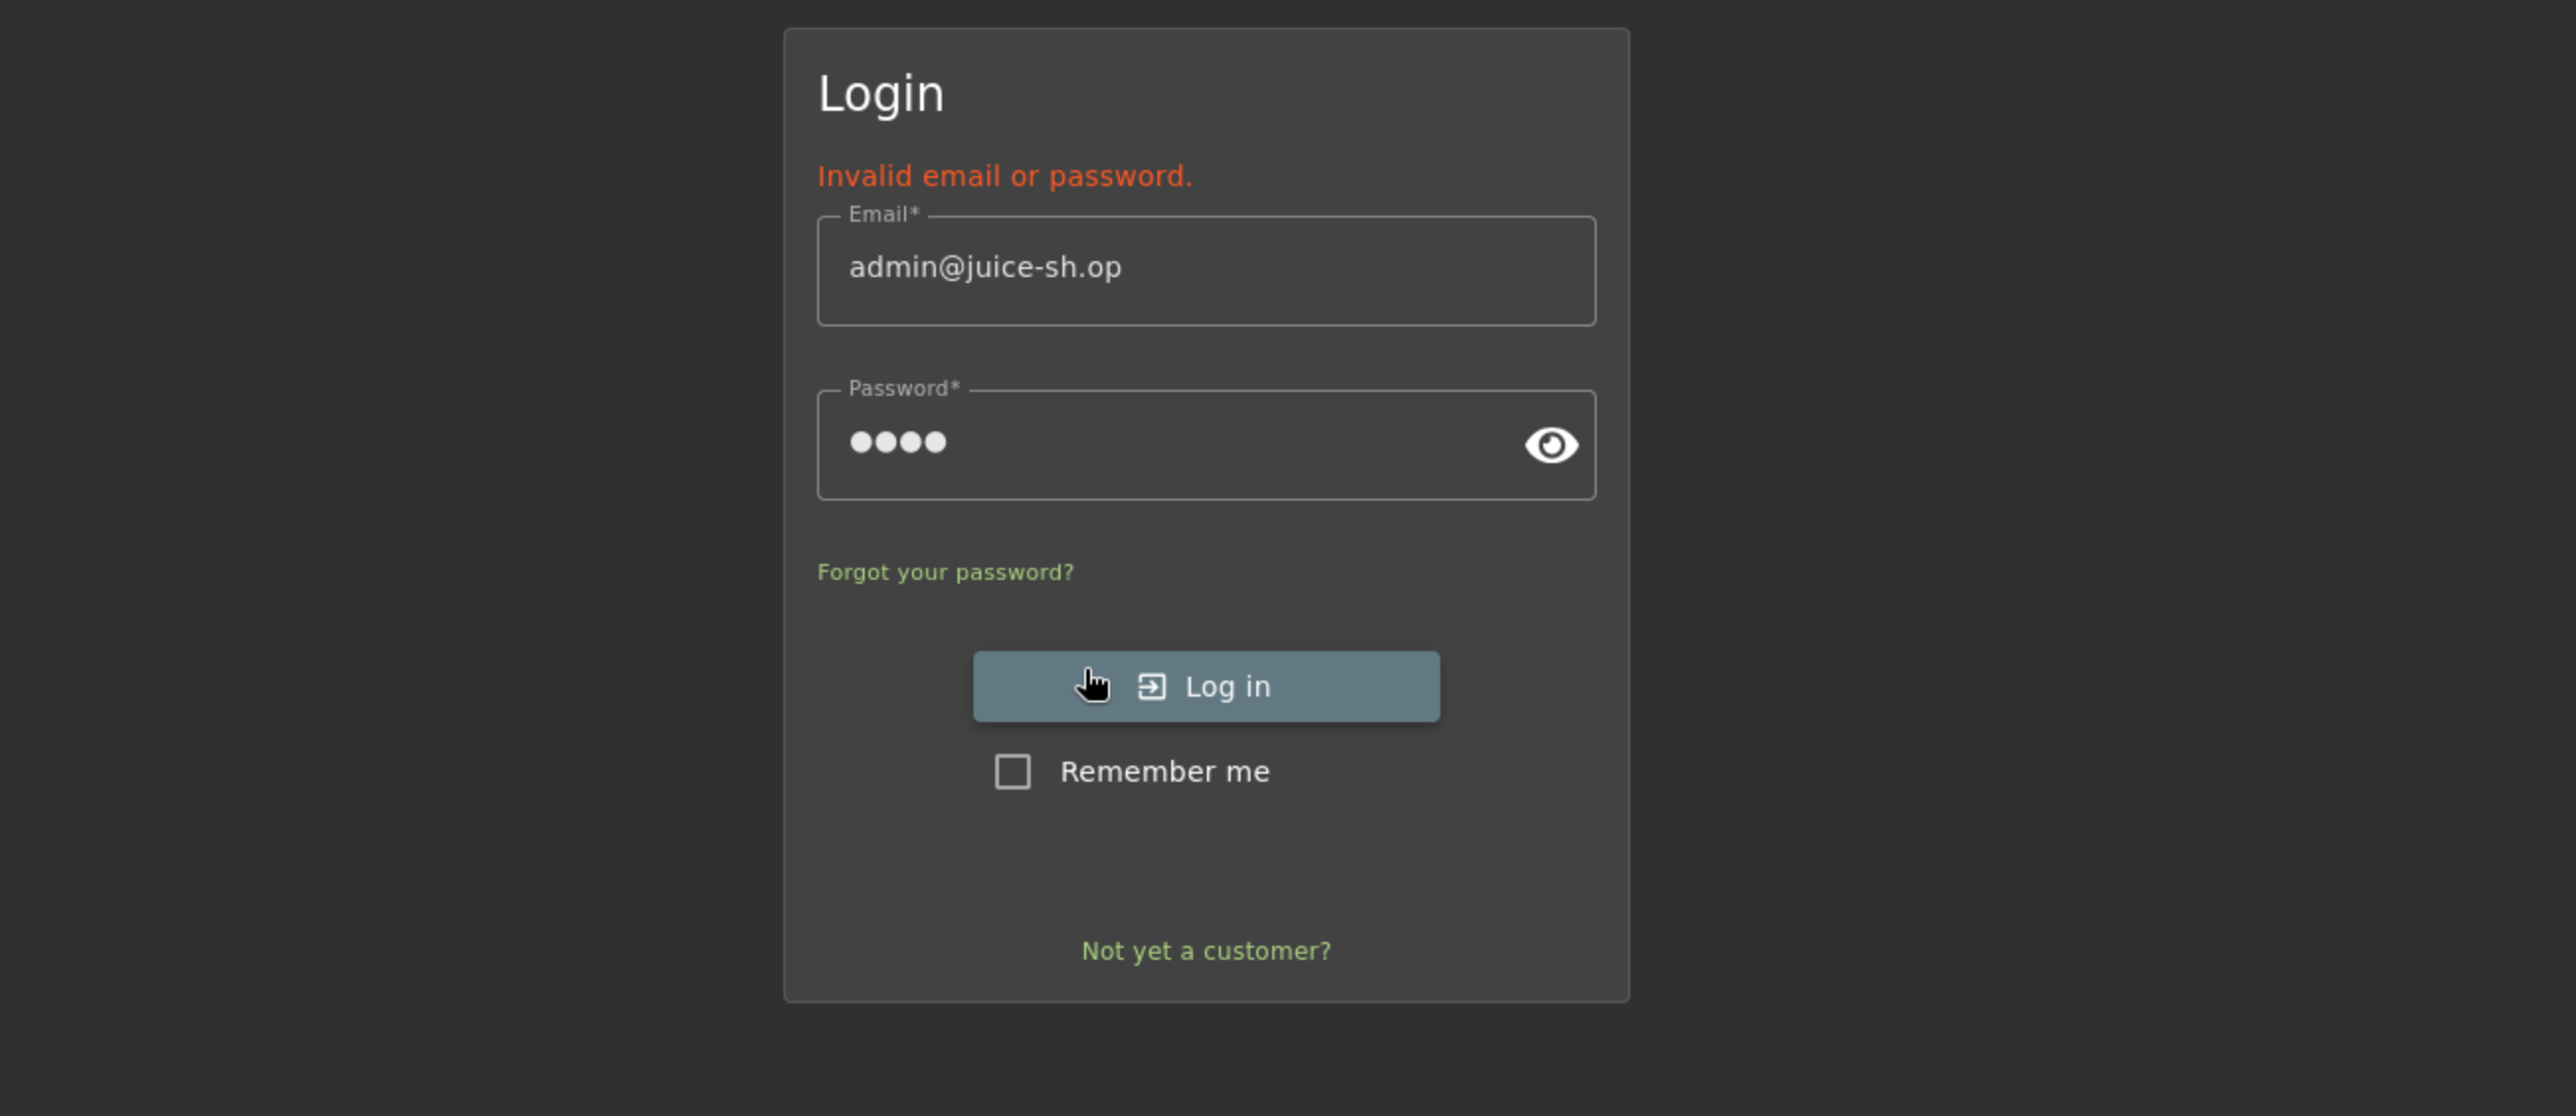 Login
Invalid email or password.
Email*
admin@juice-sh.op
Password*
●●●●
Forgot your password?
Log in
Remember me
Not yet a customer?